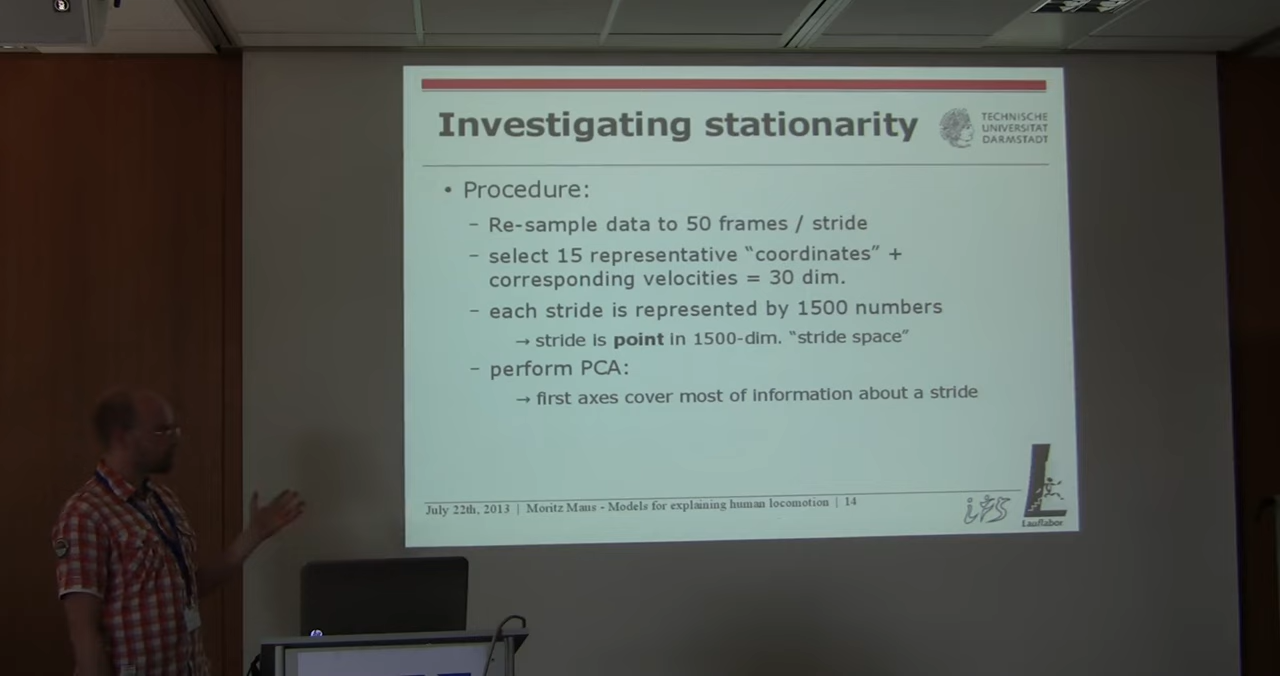 Investigating stationarity
TECHNISCHE
UNIVERSITÄT
DARMSTADT
• Procedure:
– Re-sample data to 50 frames / stride
– select 15 representative “coordinates” +
corresponding velocities = 30 dim.
– each stride is represented by 1500 numbers
→ stride is point in 1500-dim. “stride space”
– perform PCA:
→ first axes cover most of information about a stride
July 22th, 2013 | Moritz Maus - Models for explaining human locomotion | 14
Lauflabor
hp